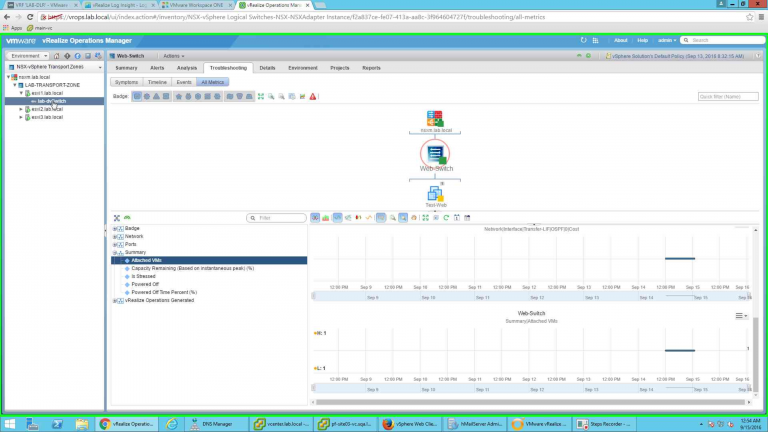 VRF LAB-DLR - VMwar
vRealize Log Insight - Lo
VMware Workspace ONE
vRealize Operations Man
https://vrops.lab.local/ui/index.action#/inventory/NSX-vSphere Logical Switches-NSX-NSXAdapter Instance/f2a837ce-fe07-413a-aa8c-3f964604727f/troubleshooting/all-metrics
Apps
vmware vRealize Operations Manager
About
Help
admin
Search
Environment
Web-Switch
Actions
vSphere Solution's Default Policy (Sep 13, 2016 8:32:15 AM)
NSX-vSphere Transport Zones
Summary
Alerts
Analysis
Troubleshooting
Details
Environment
Projects
Reports
nsxm.lab.local
LAB-TRANSPORT-ZONE
Symptoms
Timeline
Events
All Metrics
esxi1.lab.local
Badge:
Quick filter (Name)
esxi2.lab.local
esxi3.lab.local
nsxm.lab.local
Web-Switch
Test-Web
Filter
Badge
Network
Ports
Summary
Attached VMs
Capacity Remaining (Based on instantaneous peak) (%)
Is Stressed
Powered Off
Powered Off Time Percent (%)
vRealize Operations Generated
Network|Interface|Transfer-LIF|OSPF|0|Cost
12:00 PM Sep 9 12:00 PM Sep 10 12:00 PM Sep 11 12:00 PM Sep 12 12:00 PM Sep 13 12:00 PM Sep 14 12:00 PM Sep 15 12:00 PM Sep 16
Sep 9 Sep 10 Sep 11 Sep 12 Sep 13 Sep 14 Sep 15 Sep 16
Web-Switch
Summary|Attached VMs
H: 1
1
L: 1
12:00 PM Sep 9 12:00 PM Sep 10 12:00 PM Sep 11 12:00 PM Sep 12 12:00 PM Sep 13 12:00 PM Sep 14 12:00 PM Sep 15 12:00 PM Sep 16
Sep 9 Sep 10 Sep 11 Sep 12 Sep 13 Sep 14 Sep 15 Sep 16
vRealize Operatio...
DNS Manager
vcenter.lab.local - ...
vSphere Web Clie...
hMailServer Admi...
VMware vRealize ...
Steps Recorder - ...
12:04 AM
9/15/2016